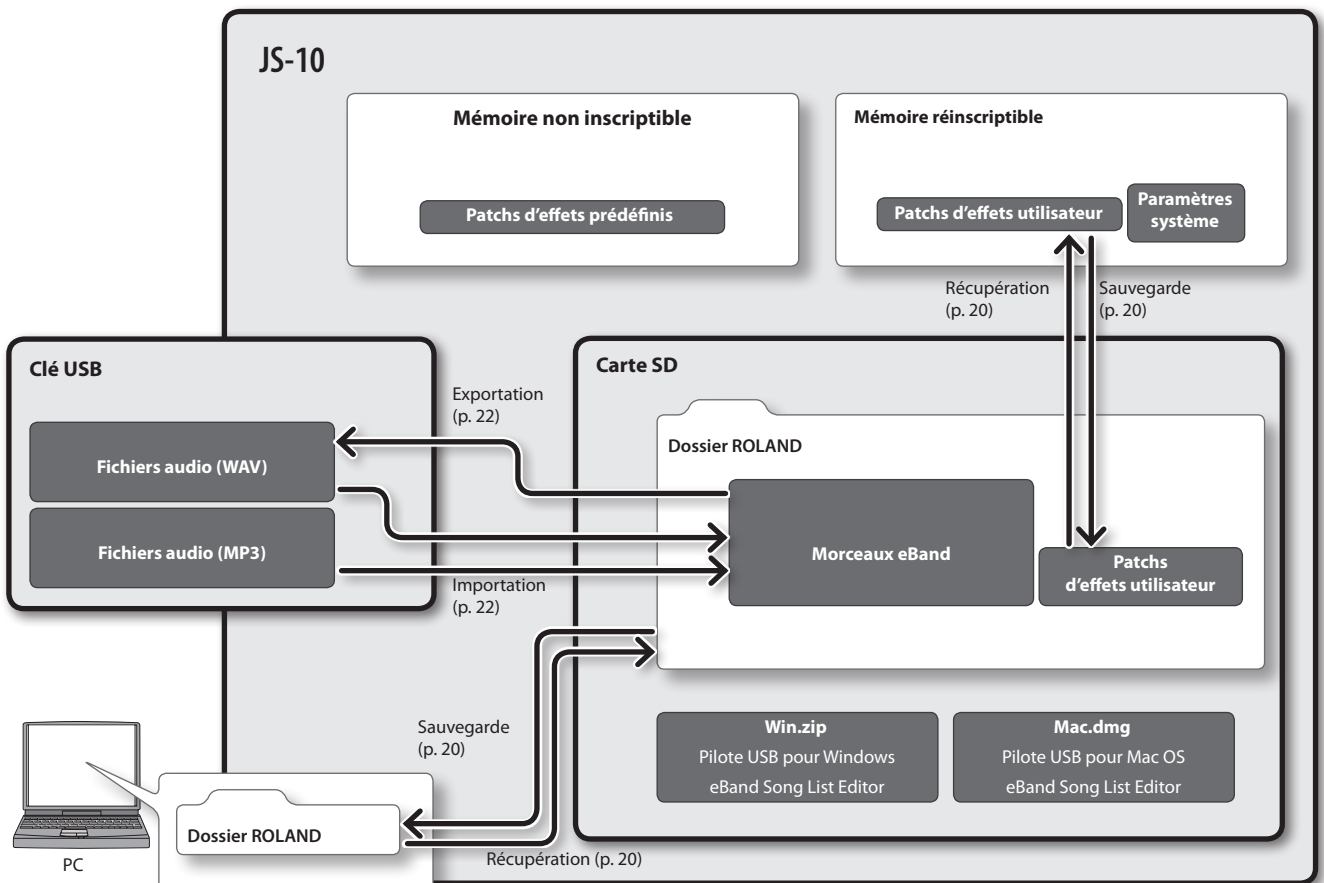 JS-10
Mémoire non inscriptible
Patchs d'effets prédéfinis
Mémoire réinscriptible
Patchs d'effets utilisateur
Paramètres
système
Récupération
(p. 20)
Sauvegarde
(p. 20)
Clé USB
Fichiers audio (WAV)
Fichiers audio (MP3)
Exportation
(p. 22)
Importation
(p. 22)
Carte SD
Dossier ROLAND
Morceaux eBand
Patchs
d'effets utilisateur
Win.zip
Pilote USB pour Windows
eBand Song List Editor
Mac.dmg
Pilote USB pour Mac OS
eBand Song List Editor
Sauvegarde
(p. 20)
Dossier ROLAND
Récupération (p. 20)
PC